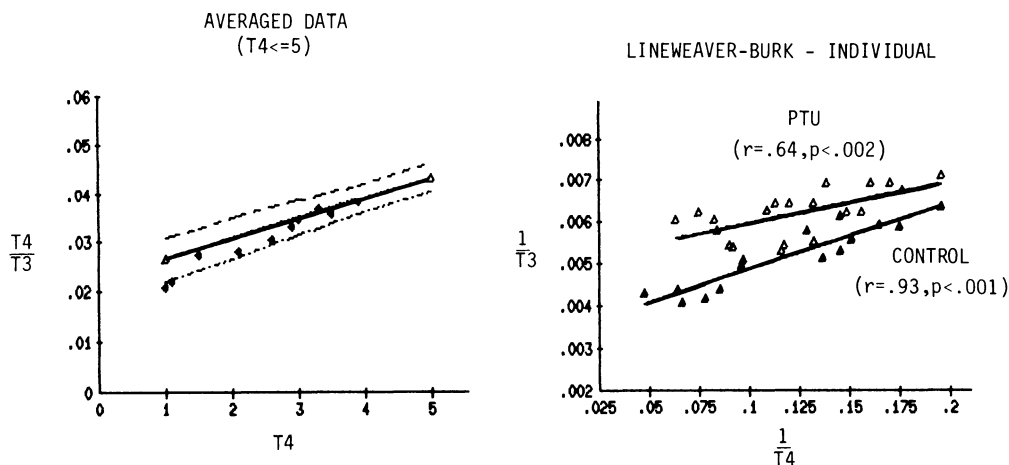 AVERAGED DATA
(T4<=5)
.06
.05
.04
.03
.02
.01
0
T4
T3
0
1
2
3
4
5
T4
LINEWEAVER-BURK - INDIVIDUAL
.008
.007
.006
.005
.004
.003
.002
1
T3
PTU
(r=.64,p<.002)
CONTROL
(r=.93,p<.001)
.025
.05
.075
.1
.125
.15
.175
.2
1
T4